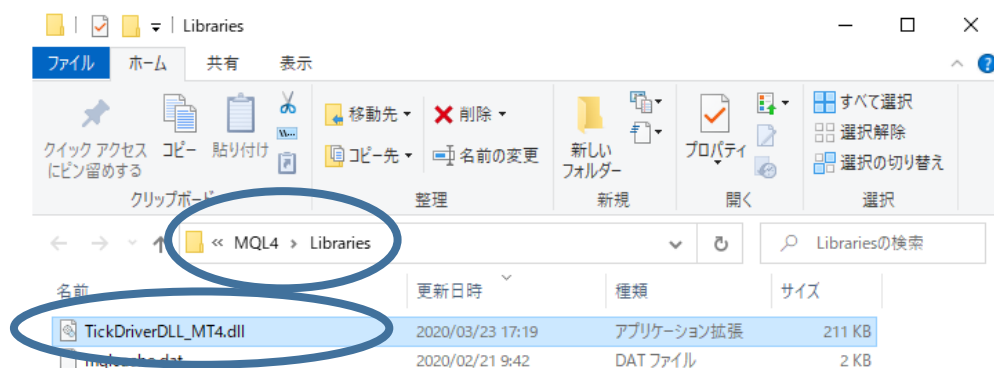 Libraries
ファイル ホーム 共有 表示
クイック アクセス
にピン留めする
コピー
貼り付け
移動先
コピー先
削除
名前の変更
新しい
フォルダー
プロパティ
すべて選択
選択解除
選択の切り替え
クリップボード 整理 新規 開く 選択
« MQL4 › Libraries
Librariesの検索
名前 更新日時 種類 サイズ
TickDriverDLL_MT4.dll 2020/03/23 17:19 アプリケーション拡張 211 KB
2020/02/21 9:42 DAT ファイル 2 KB